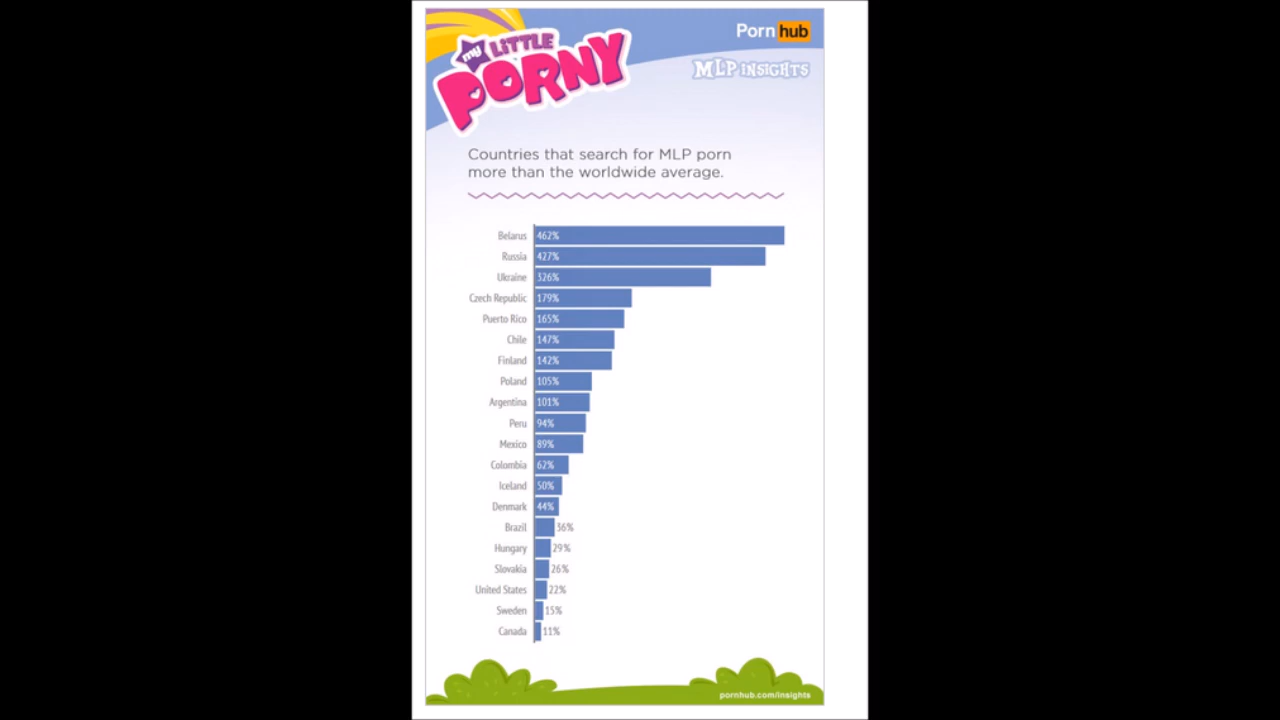 my LiTTLE
PORNY
Porn hub
MLP iNSiGHTS
Countries that search for MLP porn
more than the worldwide average.
Belarus 462%
Russia 427%
Ukraine 326%
Czech Republic 179%
Puerto Rico 165%
Chile 147%
Finland 142%
Poland 105%
Argentina 101%
Peru 94%
Mexico 89%
Colombia 62%
Iceland 50%
Denmark 44%
Brazil 36%
Hungary 29%
Slovakia 26%
United States 22%
Sweden 15%
Canada 11%
pornhub.com/insights